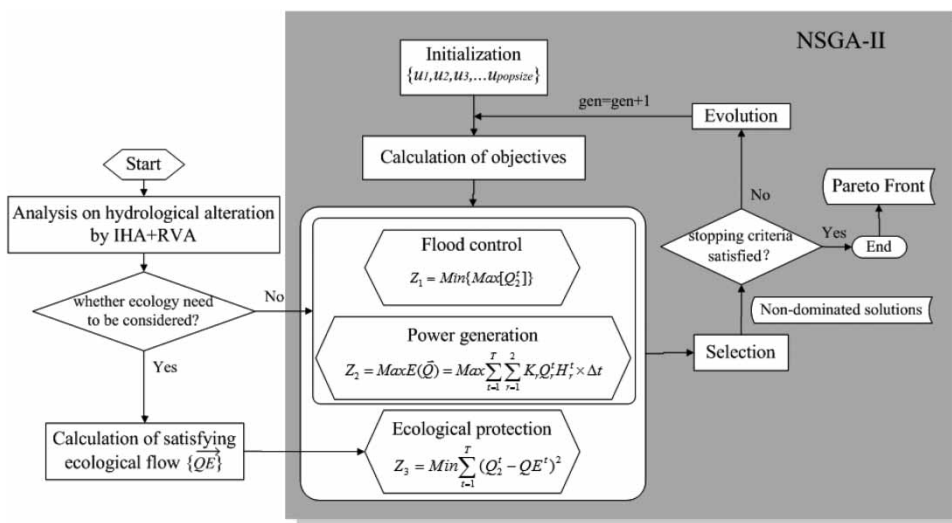 NSGA-II
Initialization
{u1,u2,u3,...upopsize}
gen=gen+1
Evolution
Calculation of objectives
Start
Analysis on hydrological alteration
by IHA+RVA
whether ecology need
to be considered?
No
Yes
Calculation of satisfying
ecological flow {QE⃗}
Flood control
Z₁ = Min{Max[Q₂ᵗ]}
Power generation
Z₂ = MaxE(Q⃗) = Max∑ₜ₌₁ᵀ∑ᵣ₌₁²KᵣQᵣᵗHᵣᵗ×Δt
Ecological protection
Z₃ = Min∑ₜ₌₁ᵀ(Q₂ᵗ − QEᵗ)²
Selection
Non-dominated solutions
stopping criteria
satisfied?
No
Yes
End
Pareto Front